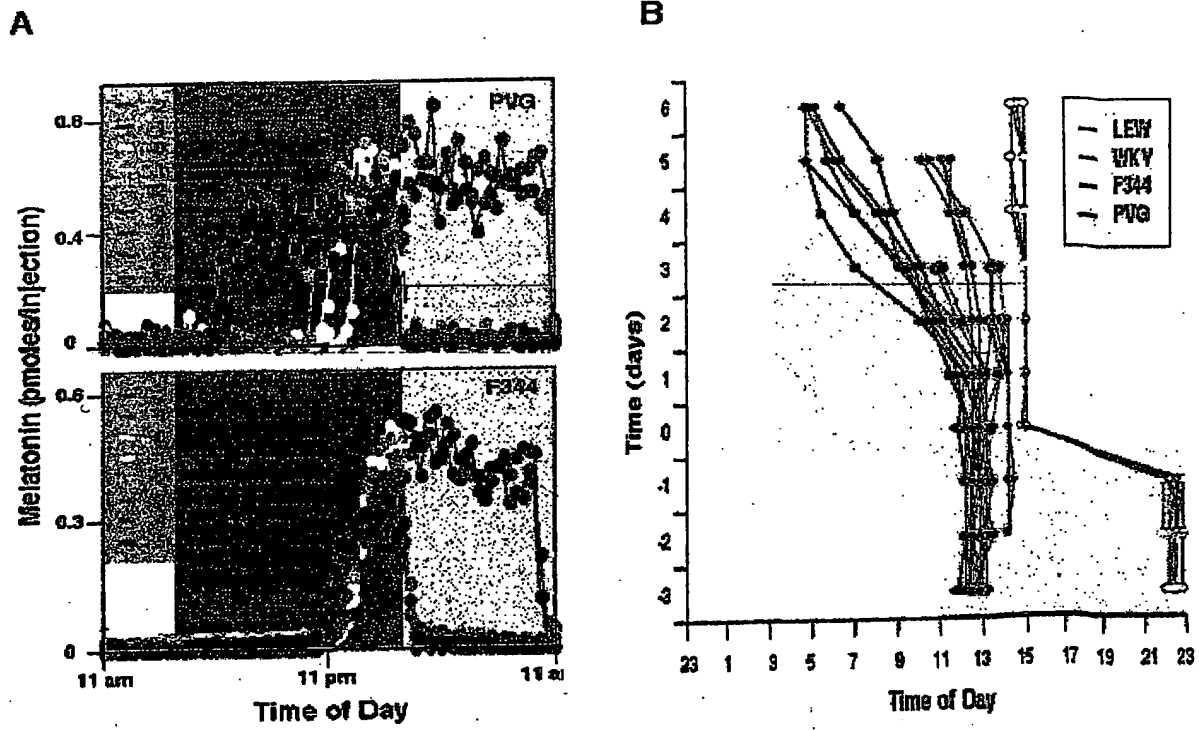 A
B
PVG
0.8
0.4
0
F344
0.6
0.3
0
Melatonin (pmoles/injection)
11 am
11 pm
11 a
Time of Day
6
5
4
3
2
1
0
-1
-2
-3
Time (days)
LEW
WKY
F344
PVG
23 1 3 5 7 9 11 13 15 17 19 21 23
Time of Day